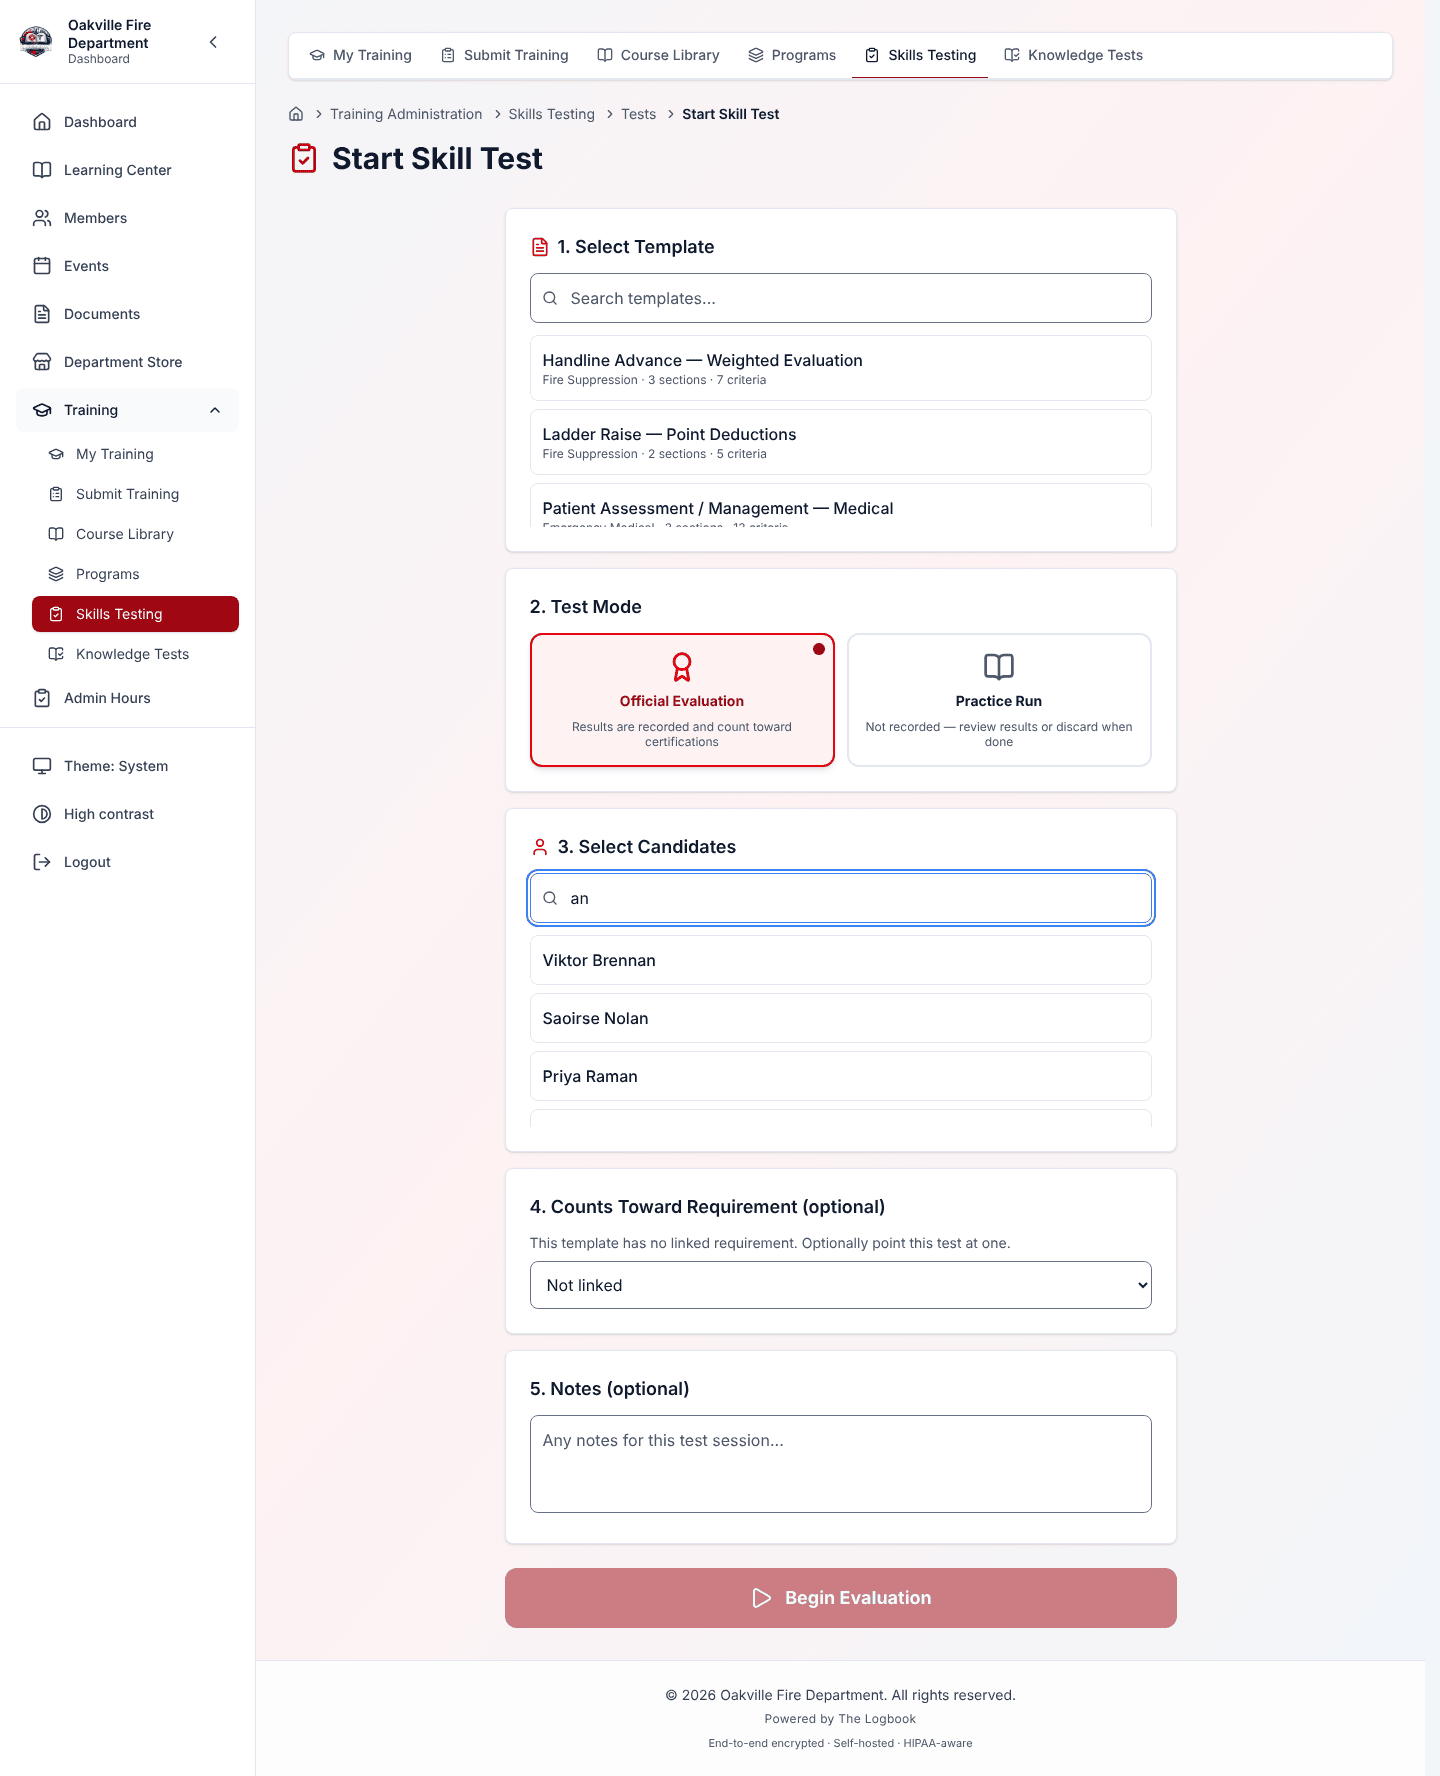 Oakville Fire
Department
Dashboard
Dashboard
Learning Center
Members
Events
Documents
Department Store
Training
My Training
Submit Training
Course Library
Programs
Skills Testing
Knowledge Tests
Admin Hours
Theme: System
High contrast
Logout
My Training
Submit Training
Course Library
Programs
Skills Testing
Knowledge Tests
Training Administration
Skills Testing
Tests
Start Skill Test
Start Skill Test
1. Select Template
Search templates...
Handline Advance — Weighted Evaluation
Fire Suppression · 3 sections · 7 criteria
Ladder Raise — Point Deductions
Fire Suppression · 2 sections · 5 criteria
Patient Assessment / Management — Medical
Emergency Medical · 3 sections · 13 criteria
2. Test Mode
Official Evaluation
Results are recorded and count toward
certifications
Practice Run
Not recorded — review results or discard when
done
3. Select Candidates
an
Viktor Brennan
Saoirse Nolan
Priya Raman
4. Counts Toward Requirement (optional)
This template has no linked requirement. Optionally point this test at one.
Not linked
5. Notes (optional)
Any notes for this test session...
Begin Evaluation
© 2026 Oakville Fire Department. All rights reserved.
Powered by The Logbook
End-to-end encrypted · Self-hosted · HIPAA-aware